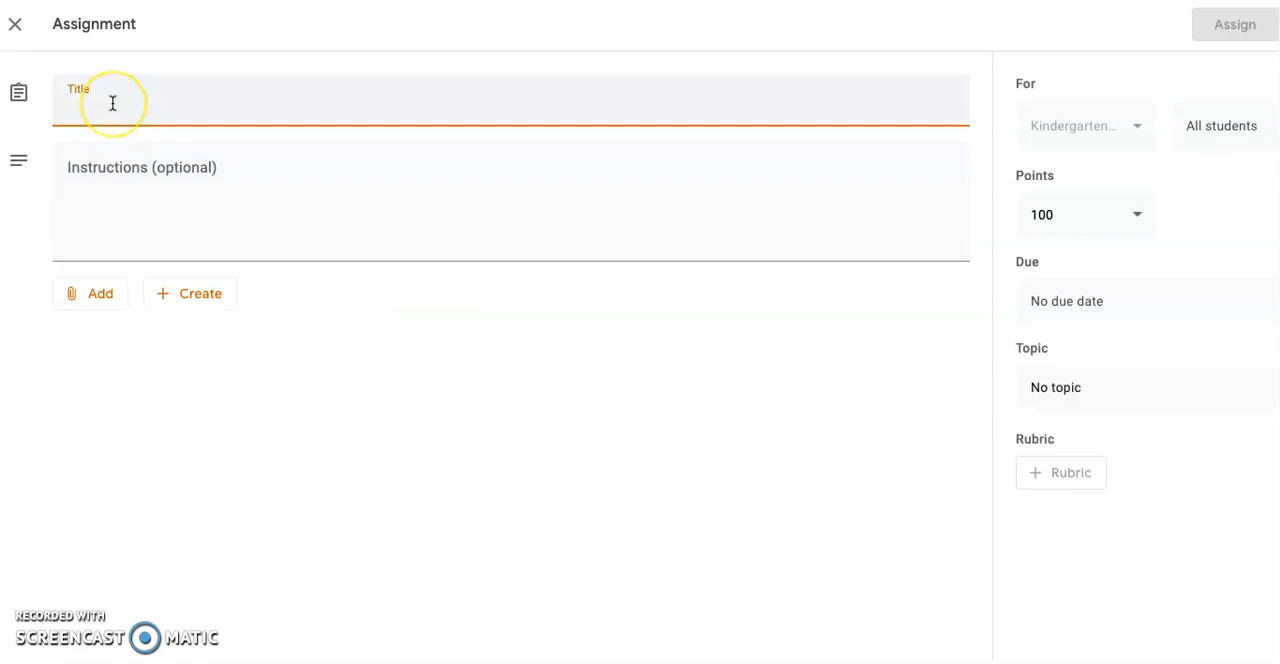 Assignment
Assign
Title
Instructions (optional)
Add
Create
For
Kindergarten...
All students
Points
100
Due
No due date
Topic
No topic
Rubric
Rubric
RECORDED WITH
SCREENCAST MATIC